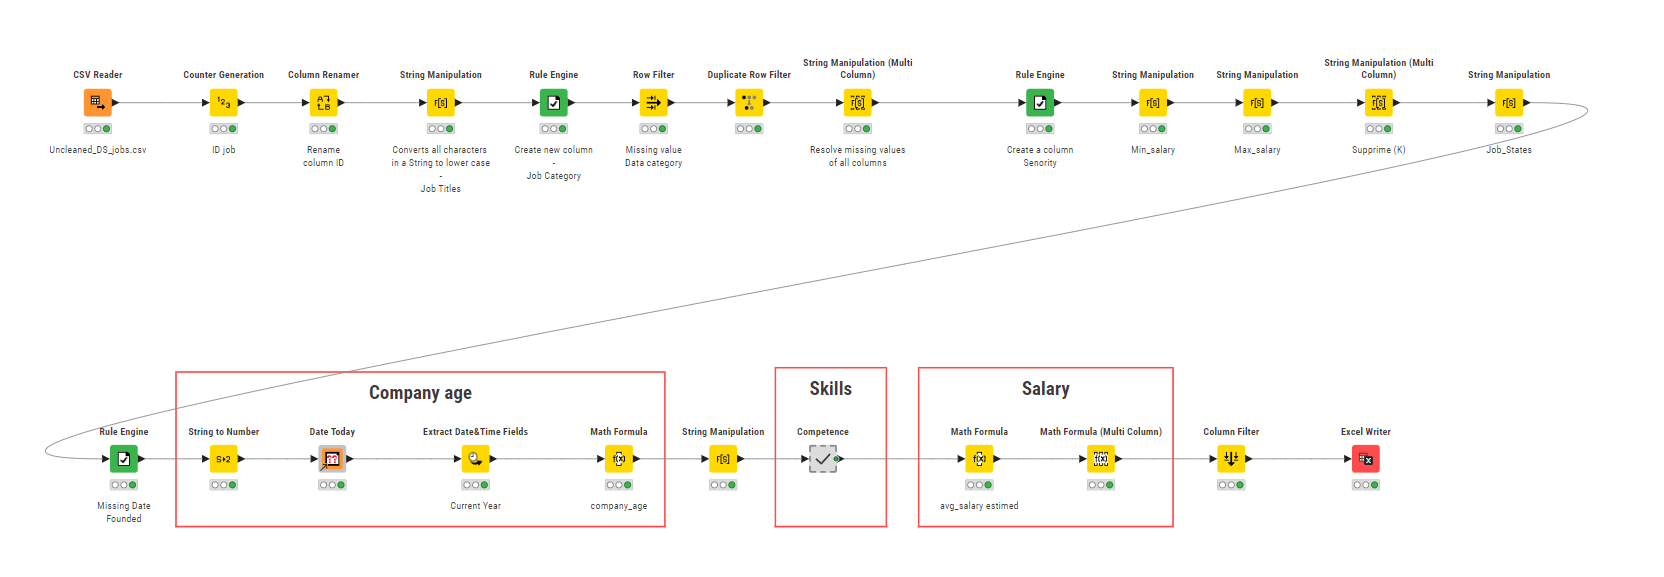 CSV Reader
Uncleaned_DS_jobs.csv
Counter Generation
ID job
Column Renamer
Rename
column ID
String Manipulation
Converts all characters
in a String to lower case
-
Job Titles
Rule Engine
Create new column
-
Job Category
Row Filter
Missing value
Data category
Duplicate Row Filter
String Manipulation (Multi
Column)
Resolve missing values
of all columns
Rule Engine
Create a column
Senority
String Manipulation
Min_salary
String Manipulation
Max_salary
String Manipulation (Multi
Column)
Supprime (K)
String Manipulation
Job_States
Rule Engine
Missing Date
Founded
Company age
String to Number
Date Today
Extract Date&Time Fields
Current Year
Math Formula
company_age
String Manipulation
Skills
Competence
Salary
Math Formula
avg_salary estimed
Math Formula (Multi Column)
Column Filter
Excel Writer